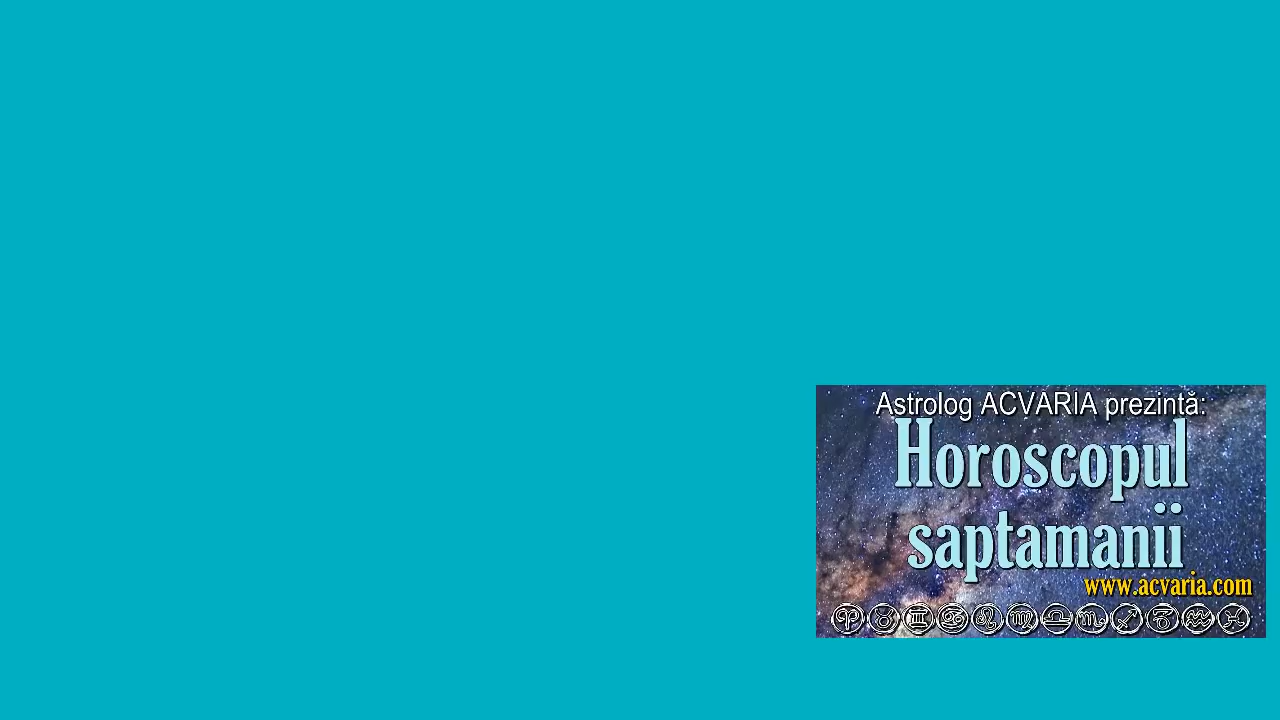 Astrolog ACVARIA prezintă:
Horoscopul
saptamanii
www.acvaria.com
♈ ♉ ♊ ♋ ♌ ♍ ♎ ♏ ♐ ♑ ♒ ♓